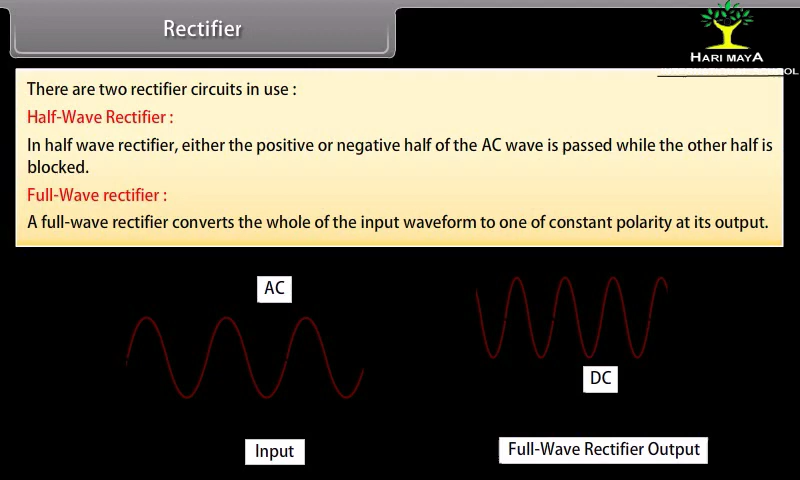 Rectifier
HARI MAYA
OL
There are two rectifier circuits in use :
Half-Wave Rectifier :
In half wave rectifier, either the positive or negative half of the AC wave is passed while the other half is
blocked.
Full-Wave rectifier :
A full-wave rectifier converts the whole of the input waveform to one of constant polarity at its output.
AC
DC
Input
Full-Wave Rectifier Output